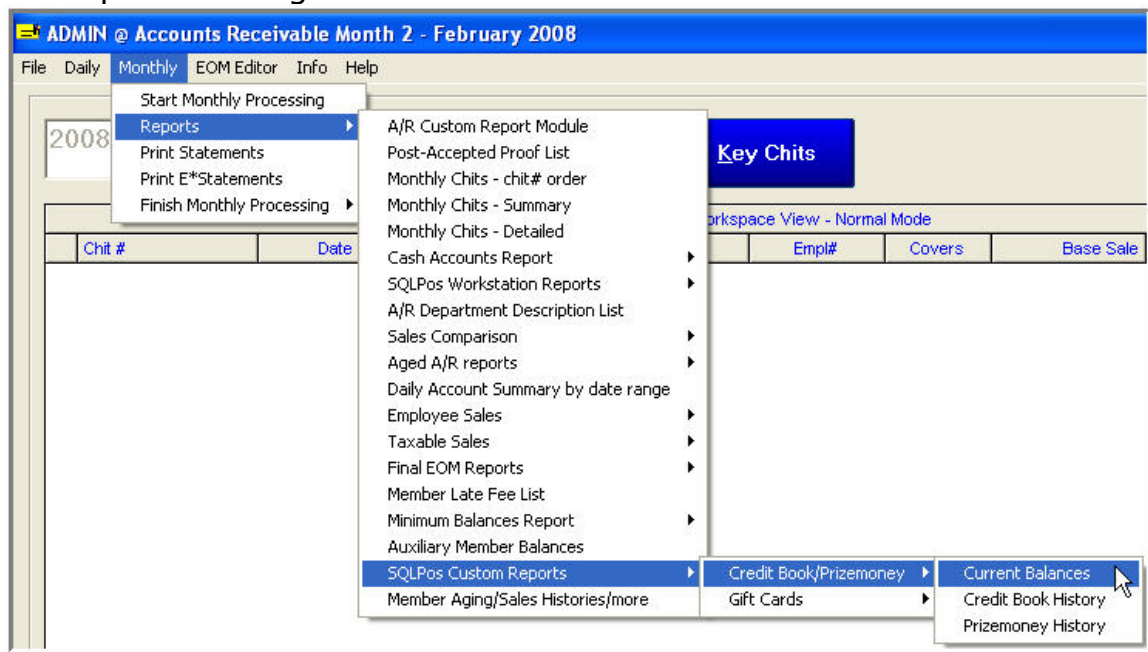 ADMIN @ Accounts Receivable Month 2 - February 2008
File Daily Monthly EOM Editor Info Help
Start Monthly Processing
Reports
Print Statements
Print E*Statements
Finish Monthly Processing
2008
A/R Custom Report Module
Post-Accepted Proof List
Monthly Chits - chit# order
Monthly Chits - Summary
Monthly Chits - Detailed
Cash Accounts Report
SQLPos Workstation Reports
A/R Department Description List
Sales Comparison
Aged A/R reports
Daily Account Summary by date range
Employee Sales
Taxable Sales
Final EOM Reports
Member Late Fee List
Minimum Balances Report
Auxiliary Member Balances
SQLPos Custom Reports
Member Aging/Sales Histories/more
Credit Book/Prizemoney
Gift Cards
Current Balances
Credit Book History
Prizemoney History
Key Chits
View - Normal Mode
Chit # Date Empl# Covers Base Sale